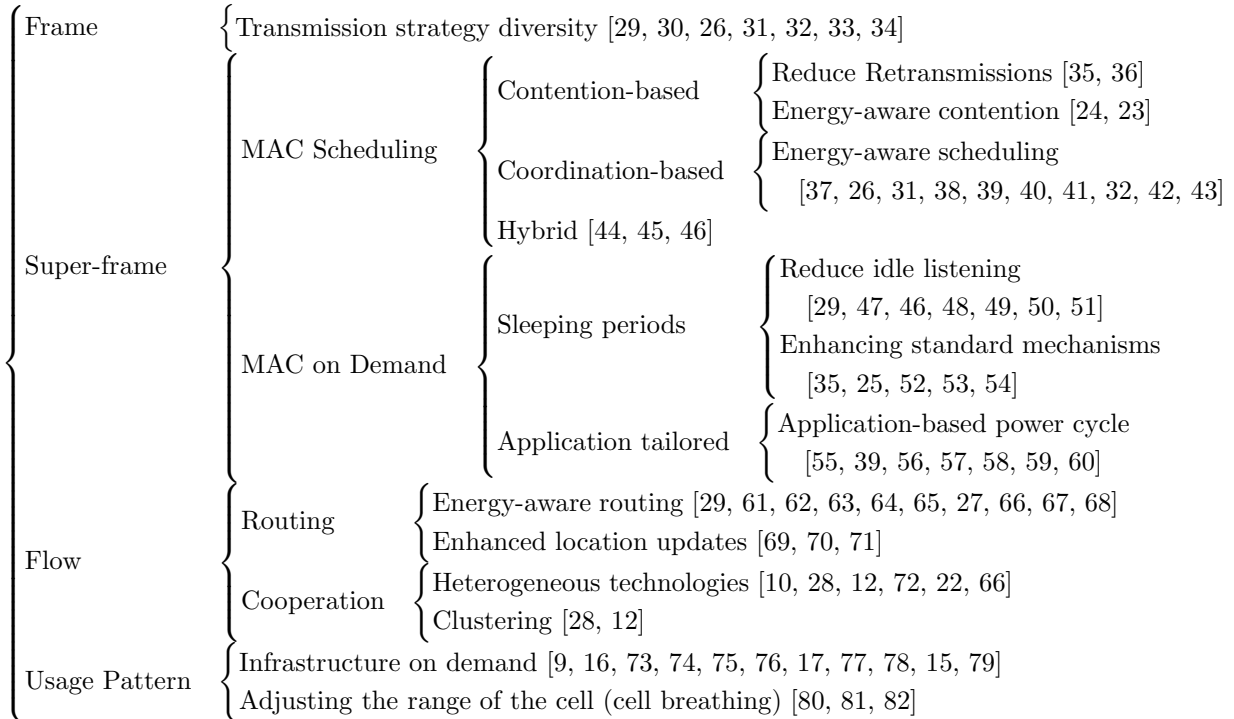 Frame
Transmission strategy diversity [29, 30, 26, 31, 32, 33, 34]
Super-frame
MAC Scheduling
Contention-based
Reduce Retransmissions [35, 36]
Energy-aware contention [24, 23]
Coordination-based
Energy-aware scheduling
[37, 26, 31, 38, 39, 40, 41, 32, 42, 43]
Hybrid [44, 45, 46]
MAC on Demand
Sleeping periods
Reduce idle listening
[29, 47, 46, 48, 49, 50, 51]
Enhancing standard mechanisms
[35, 25, 52, 53, 54]
Application tailored
Application-based power cycle
[55, 39, 56, 57, 58, 59, 60]
Flow
Routing
Energy-aware routing [29, 61, 62, 63, 64, 65, 27, 66, 67, 68]
Enhanced location updates [69, 70, 71]
Cooperation
Heterogeneous technologies [10, 28, 12, 72, 22, 66]
Clustering [28, 12]
Usage Pattern
Infrastructure on demand [9, 16, 73, 74, 75, 76, 17, 77, 78, 15, 79]
Adjusting the range of the cell (cell breathing) [80, 81, 82]